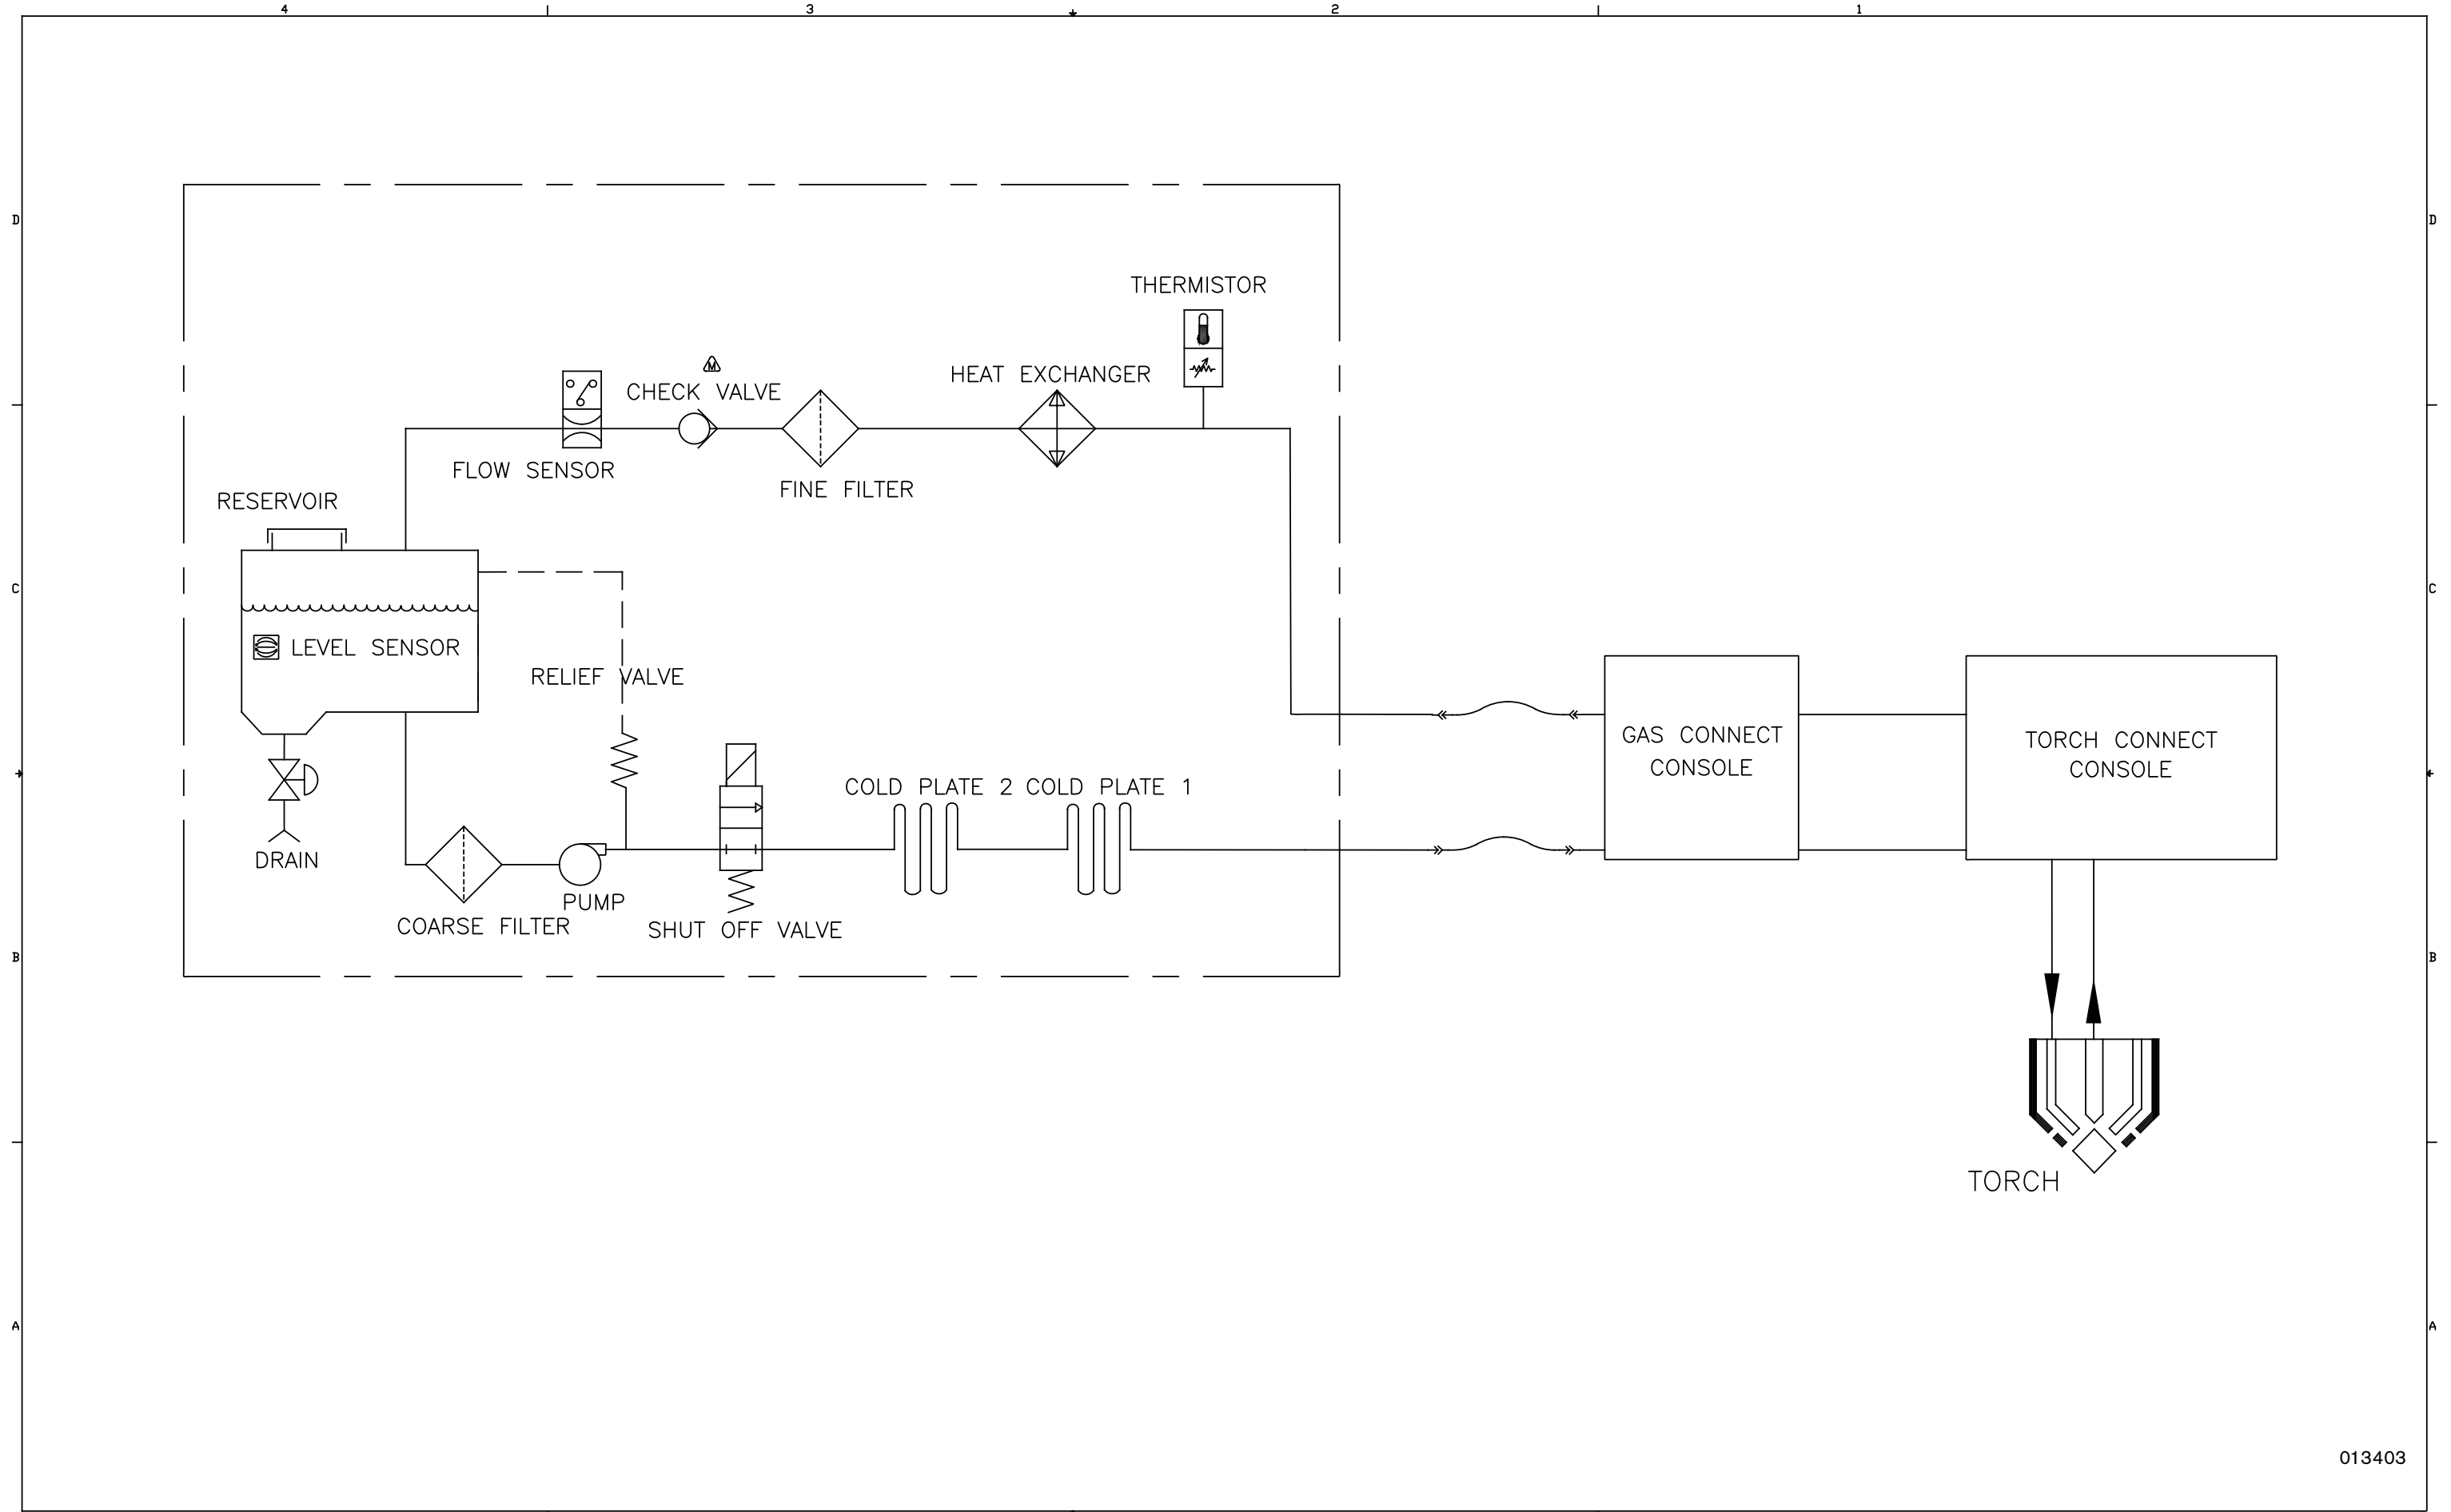 4 3 2 1
D D
THERMISTOR
M
CHECK VALVE
HEAT EXCHANGER
FLOW SENSOR
FINE FILTER
RESERVOIR
C C
LEVEL SENSOR
RELIEF VALVE
GAS CONNECT
CONSOLE
TORCH CONNECT
CONSOLE
COLD PLATE 2 COLD PLATE 1
DRAIN
PUMP
COARSE FILTER
SHUT OFF VALVE
B B
TORCH
A A
013403